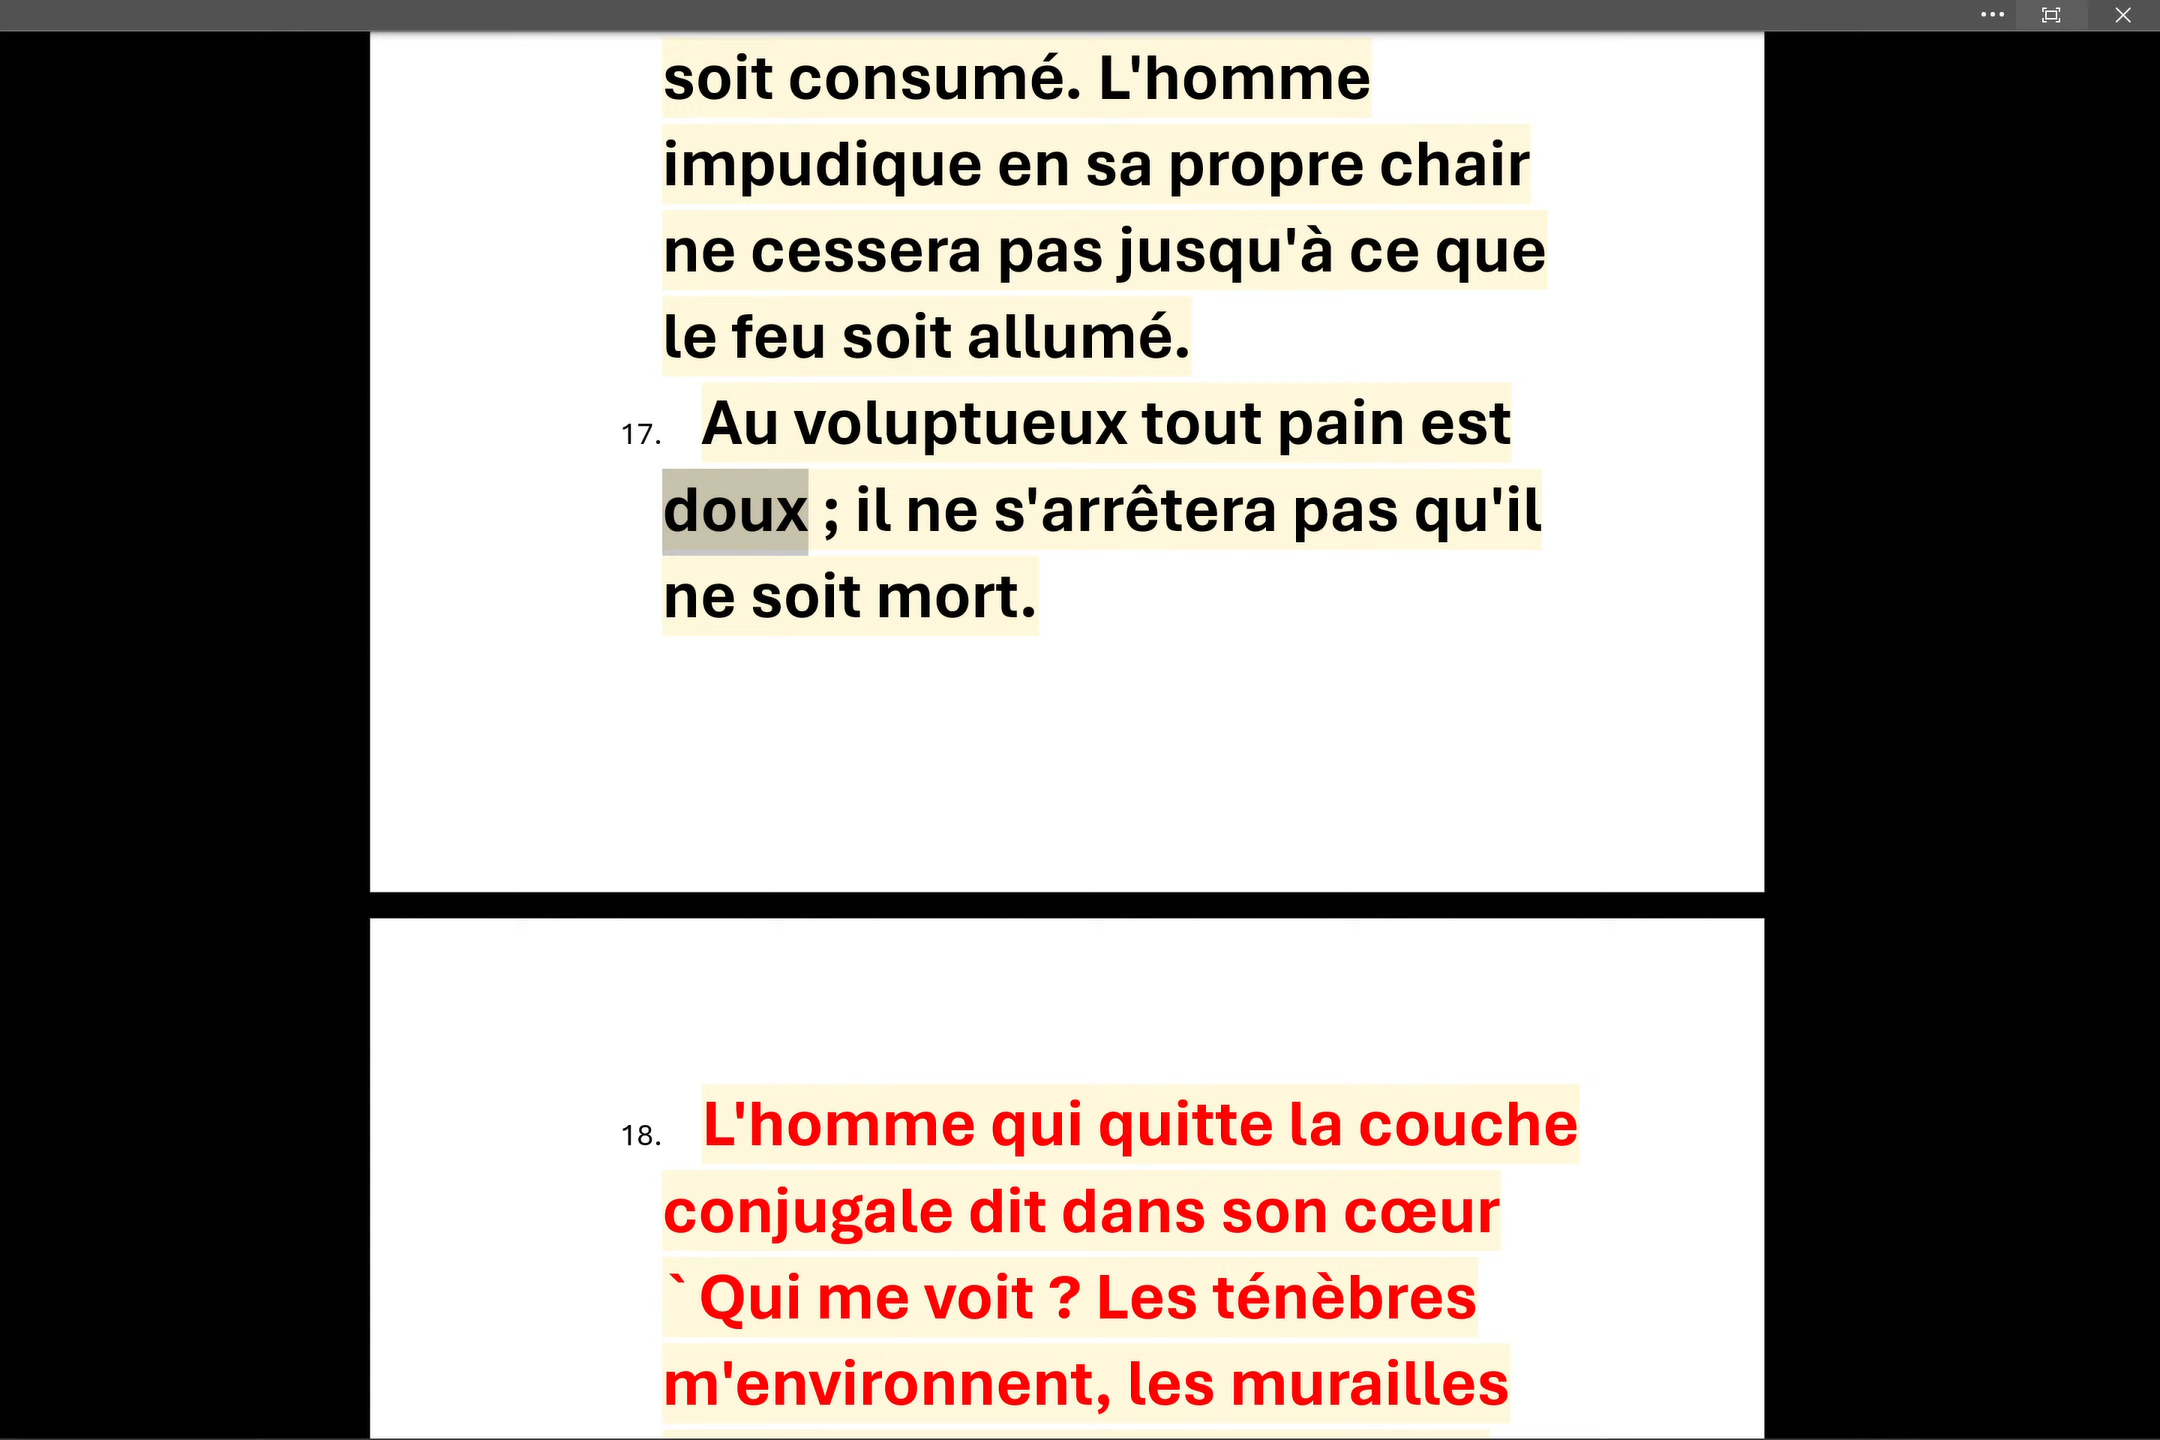 soit consumé. L'homme
impudique en sa propre chair
ne cessera pas jusqu'à ce que
le feu soit allumé.
17. Au voluptueux tout pain est
doux ; il ne s'arrêtera pas qu'il
ne soit mort.
18. L'homme qui quitte la couche
conjugale dit dans son cœur
`Qui me voit ? Les ténèbres
m'environnent, les murailles